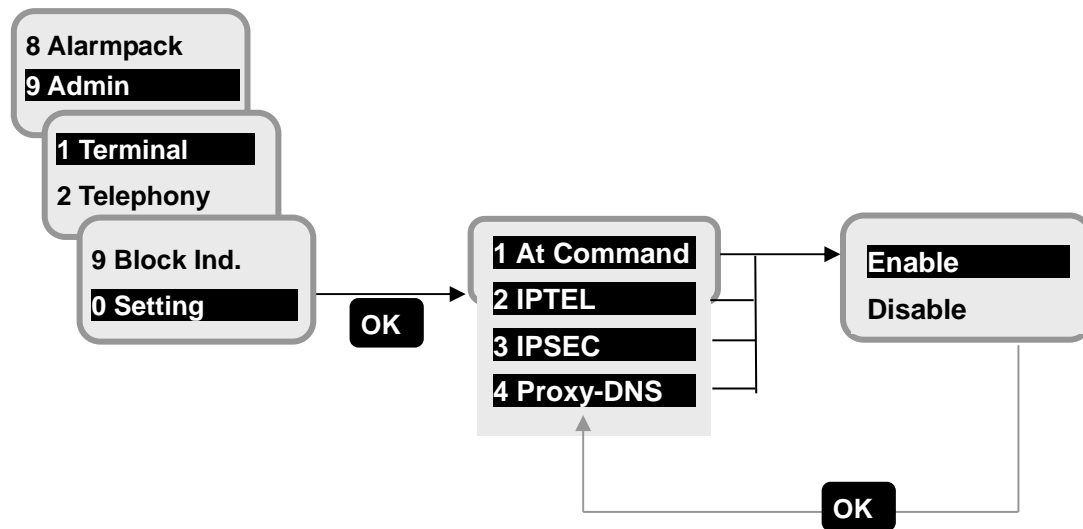 8 Alarmpack
9 Admin
1 Terminal
2 Telephony
9 Block Ind.
0 Setting
OK
1 At Command
2 IPTEL
3 IPSEC
4 Proxy-DNS
Enable
Disable
OK